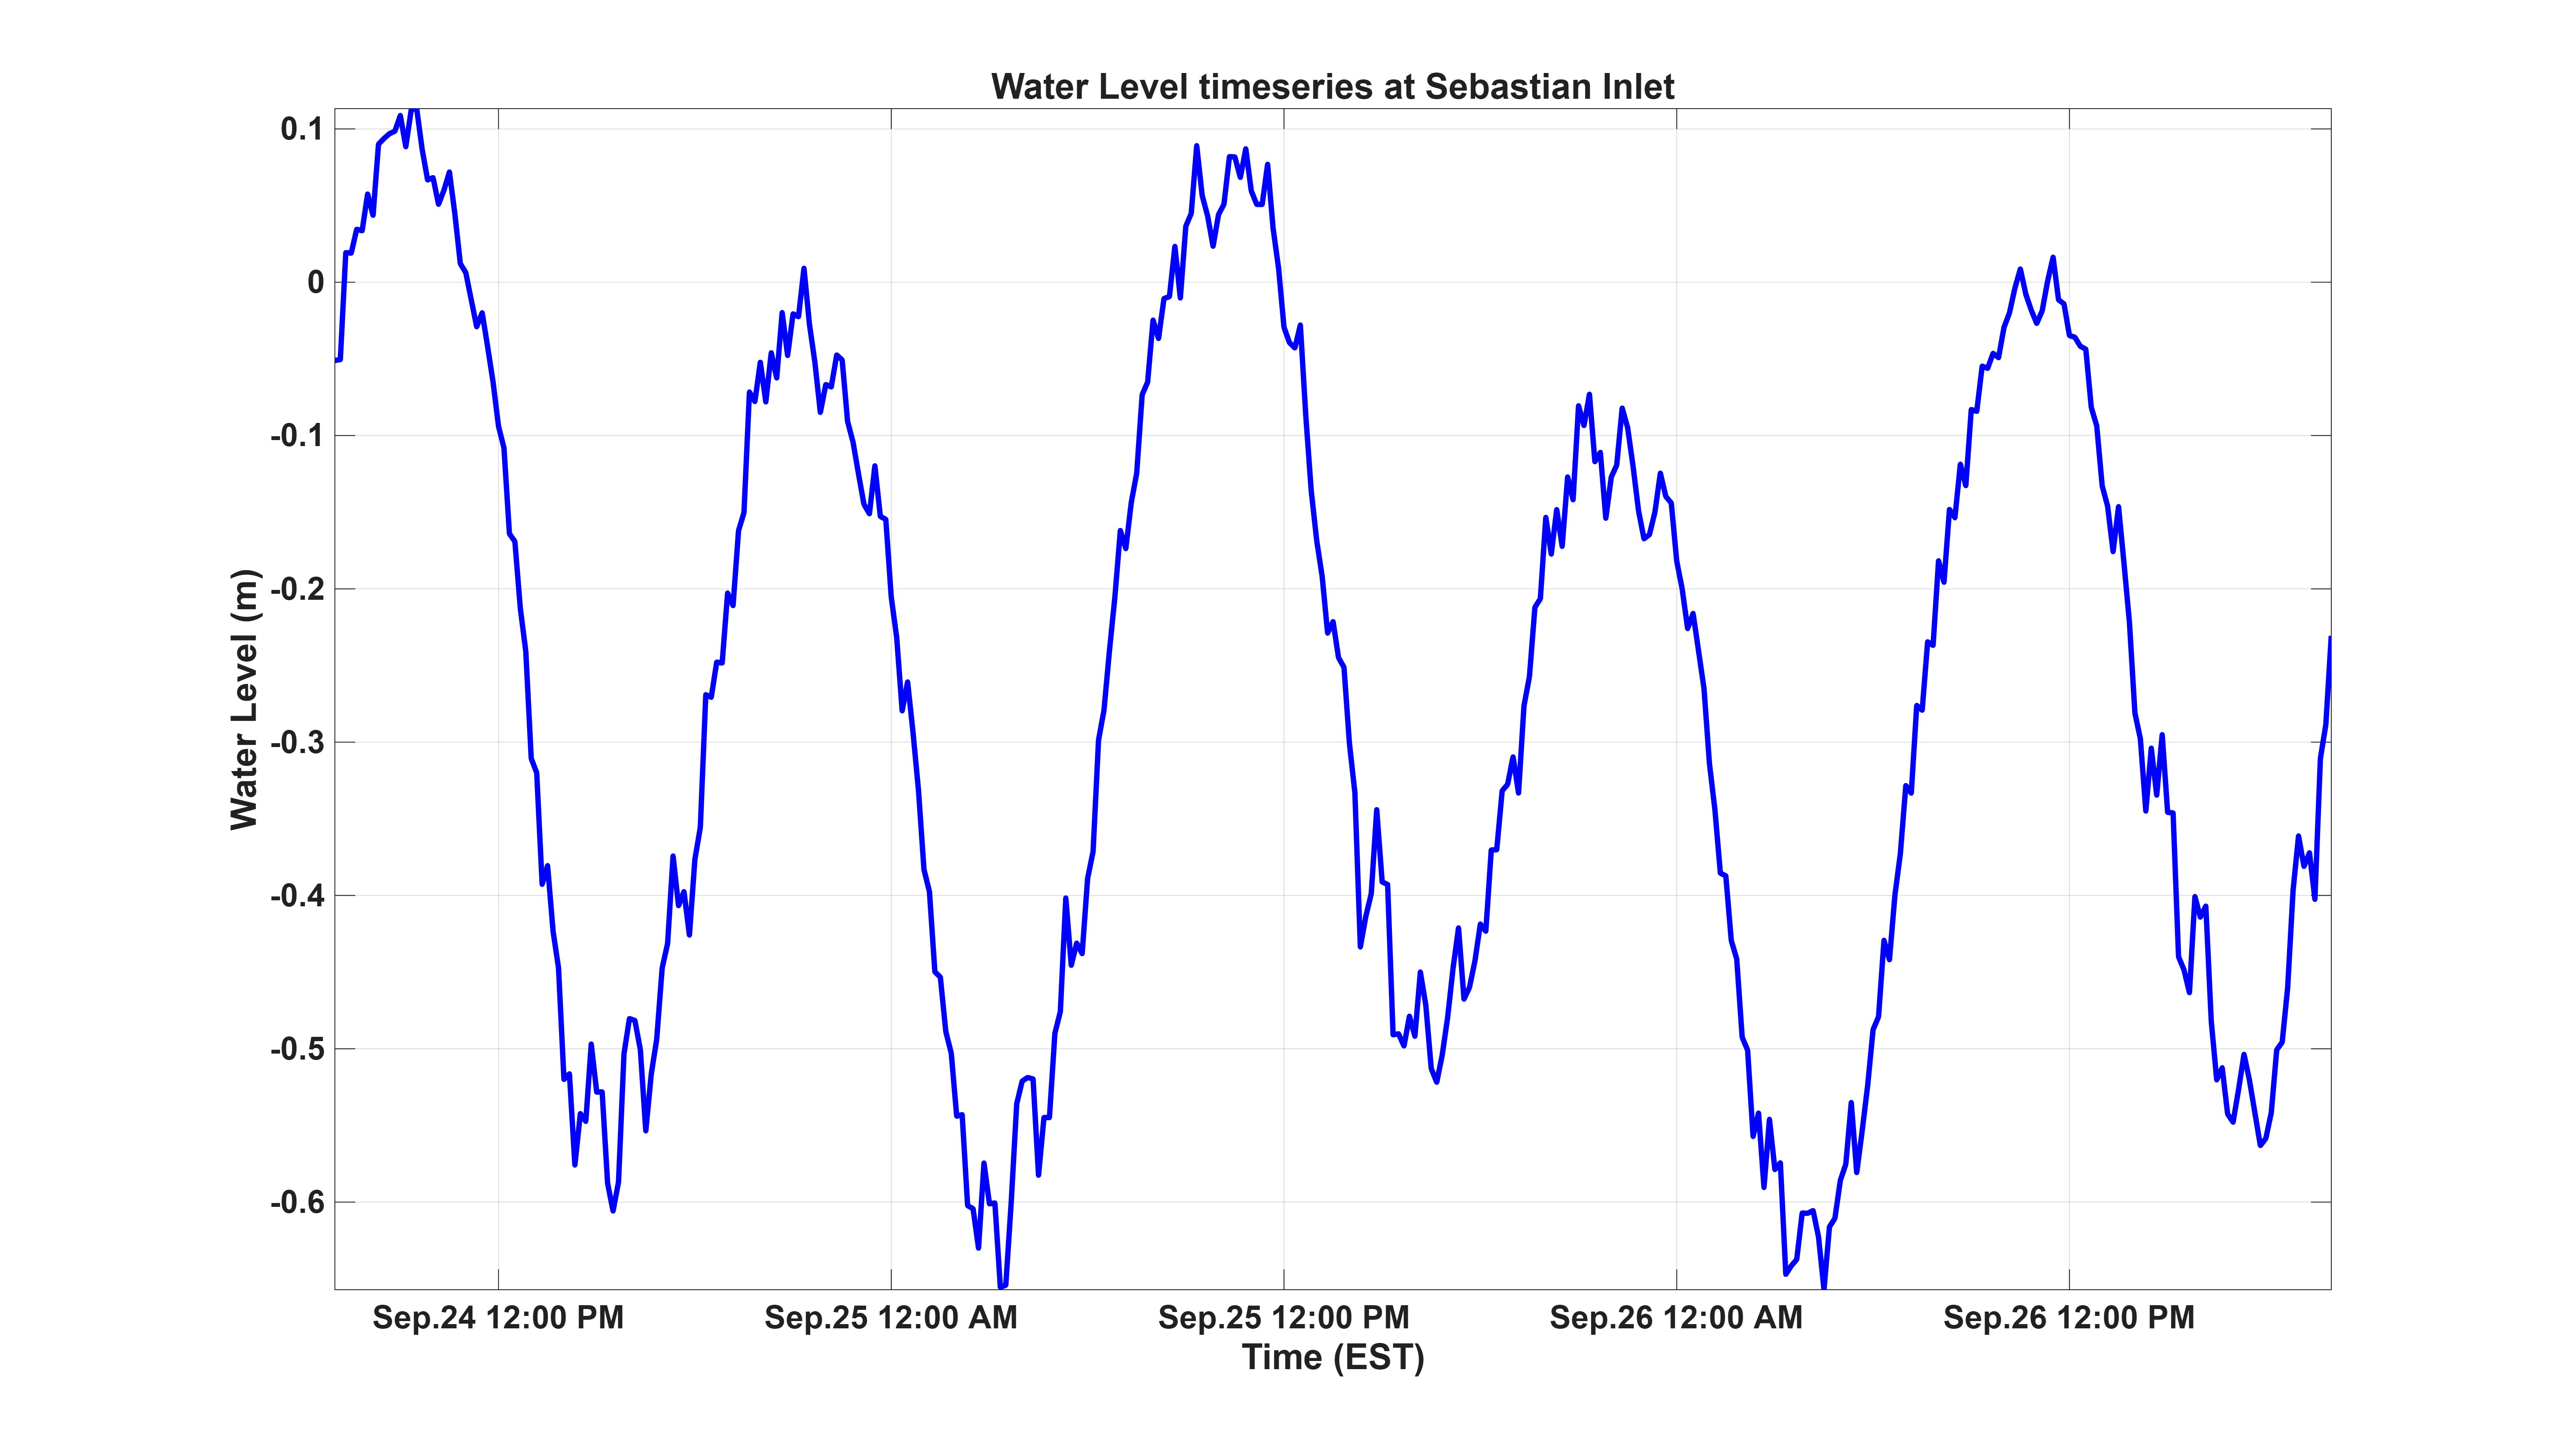 Water Level timeseries at Sebastian Inlet
0.1
0
-0.1
-0.2
-0.3
-0.4
-0.5
-0.6
Water Level (m)
Sep.24 12:00 PM
Sep.25 12:00 AM
Sep.25 12:00 PM
Sep.26 12:00 AM
Sep.26 12:00 PM
Time (EST)